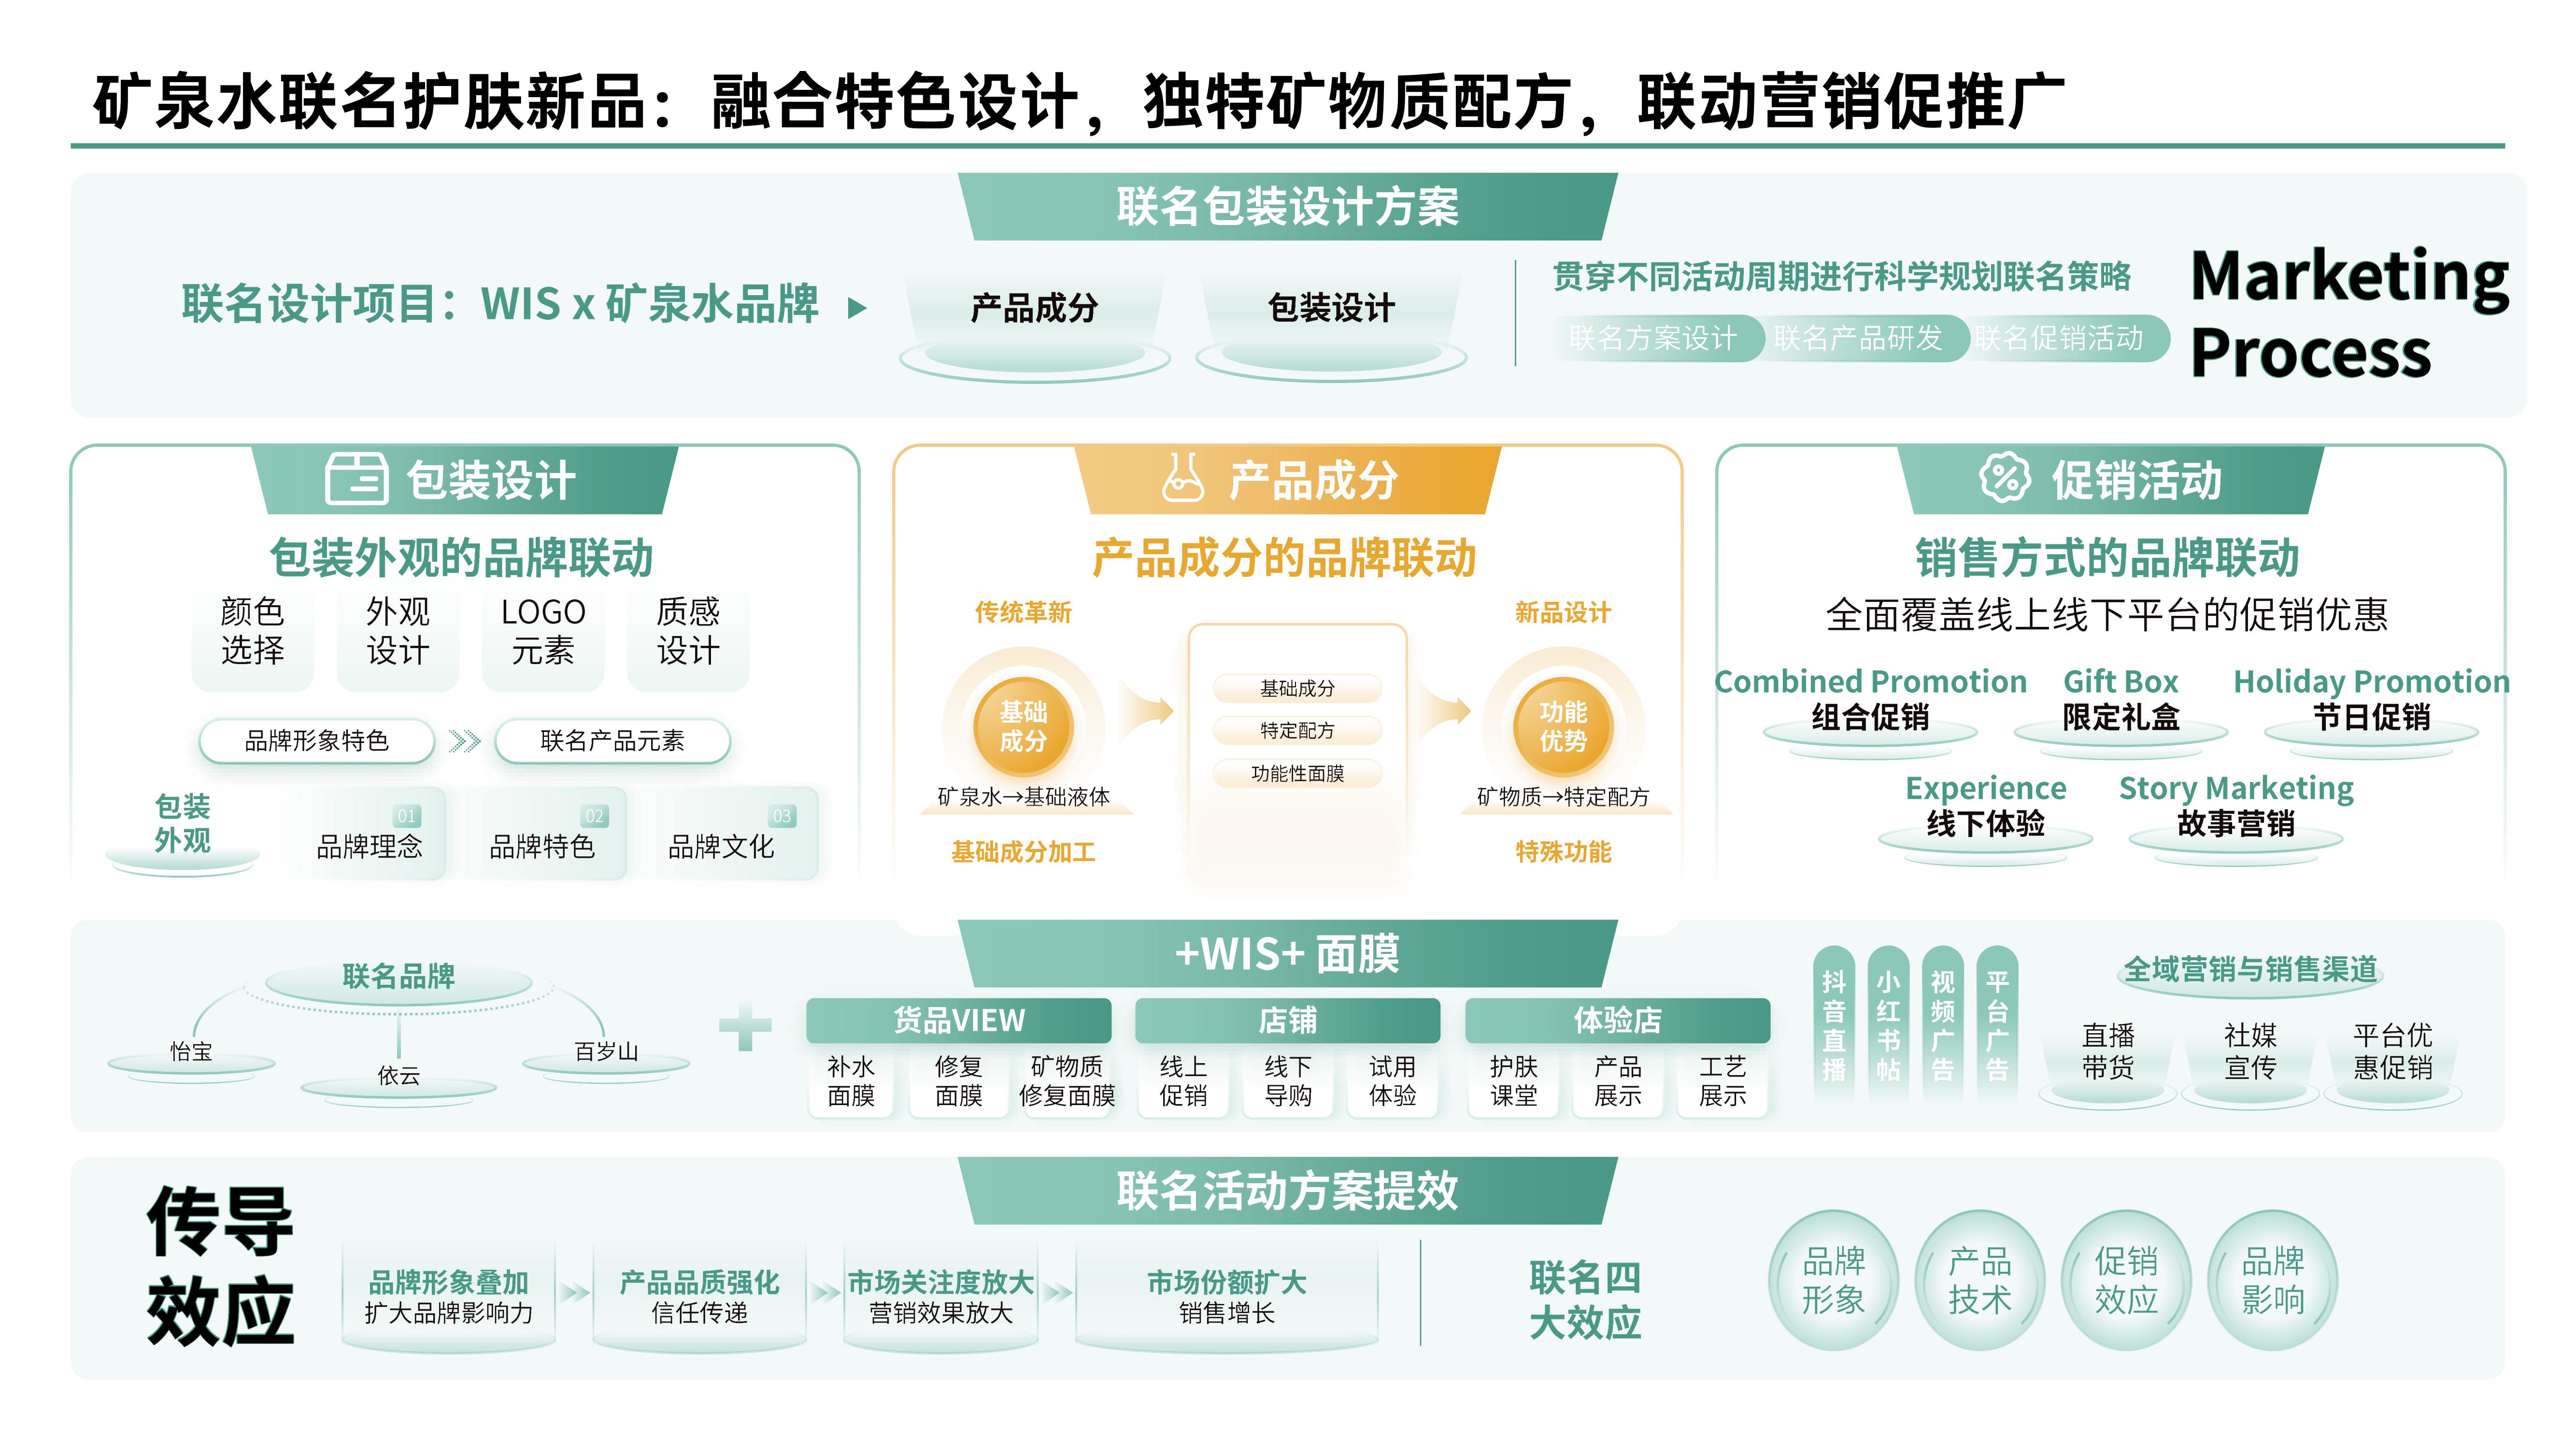 矿泉水联名护肤新品：融合特色设计，独特矿物质配方，联动营销促推广
联名包装设计方案
联名设计项目：WIS x 矿泉水品牌
产品成分
包装设计
贯穿不同活动周期进行科学规划联名策略
联名方案设计
联名产品研发
联名促销活动
Marketing
Process
包装设计
包装外观的品牌联动
颜色
选择
外观
设计
LOGO
元素
质感
设计
品牌形象特色
联名产品元素
包装
外观
01
品牌理念
02
品牌特色
03
品牌文化
产品成分
产品成分的品牌联动
传统革新
基础
成分
矿泉水→基础液体
基础成分加工
基础成分
特定配方
功能性面膜
新品设计
功能
优势
矿物质→特定配方
特殊功能
促销活动
销售方式的品牌联动
全面覆盖线上线下平台的促销优惠
Combined Promotion
组合促销
Gift Box
限定礼盒
Holiday Promotion
节日促销
Experience
线下体验
Story Marketing
故事营销
+WIS+ 面膜
联名品牌
怡宝
依云
百岁山
货品VIEW
补水
面膜
修复
面膜
矿物质
修复面膜
店铺
线上
促销
线下
导购
试用
体验
体验店
护肤
课堂
产品
展示
工艺
展示
抖音直播
小红书帖
视频广告
平台广告
全域营销与销售渠道
直播
带货
社媒
宣传
平台优
惠促销
联名活动方案提效
传导
效应
品牌形象叠加
扩大品牌影响力
产品品质强化
信任传递
市场关注度放大
营销效果放大
市场份额扩大
销售增长
联名四
大效应
品牌
形象
产品
技术
促销
效应
品牌
影响